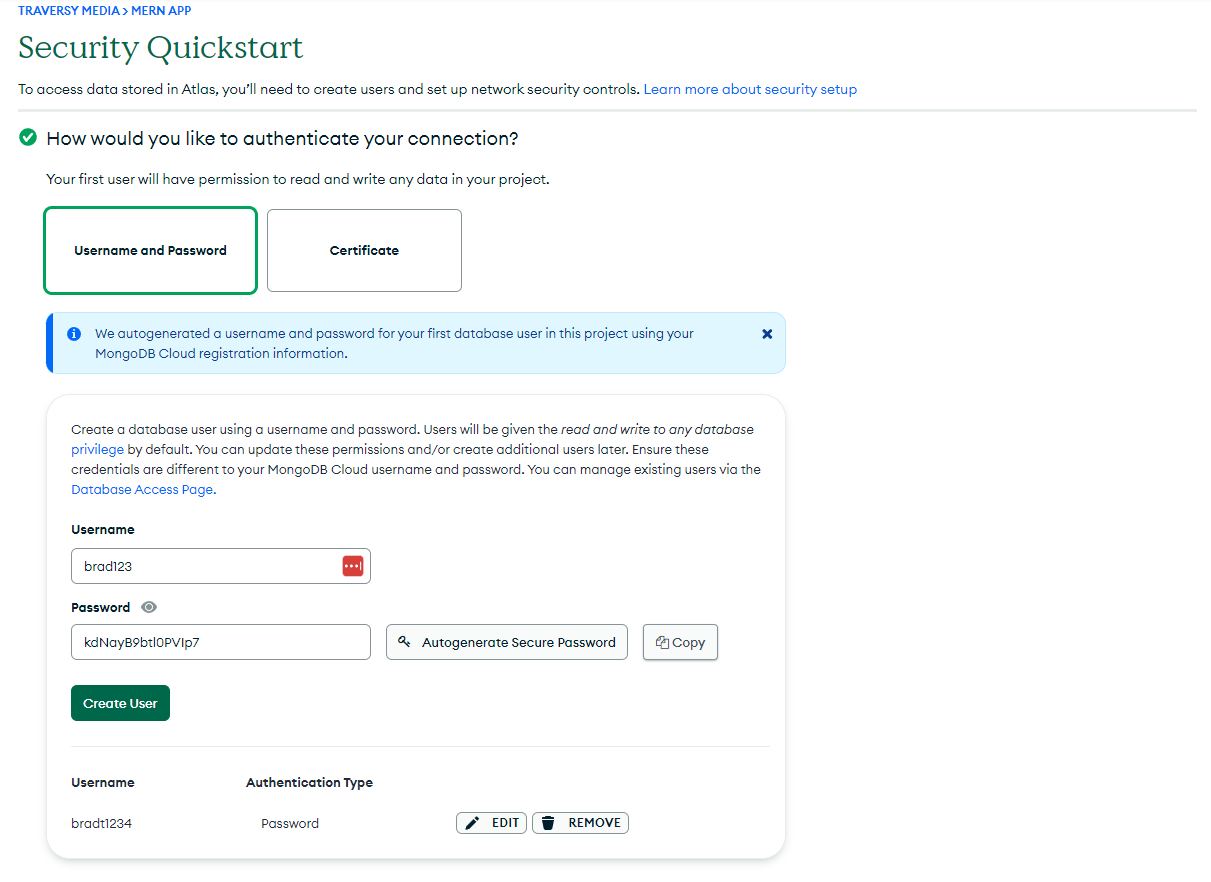 TRAVERSY MEDIA > MERN APP
Security Quickstart
To access data stored in Atlas, you'll need to create users and set up network security controls. Learn more about security setup
How would you like to authenticate your connection?
Your first user will have permission to read and write any data in your project.
Username and Password
Certificate
We autogenerated a username and password for your first database user in this project using your
MongoDB Cloud registration information.
Create a database user using a username and password. Users will be given the read and write to any database
privilege by default. You can update these permissions and/or create additional users later. Ensure these
credentials are different to your MongoDB Cloud username and password. You can manage existing users via the
Database Access Page.
Username
brad123
Password
kdNayB9btl0PVIp7
Autogenerate Secure Password
Copy
Create User
Username Authentication Type
bradt1234 Password EDIT REMOVE